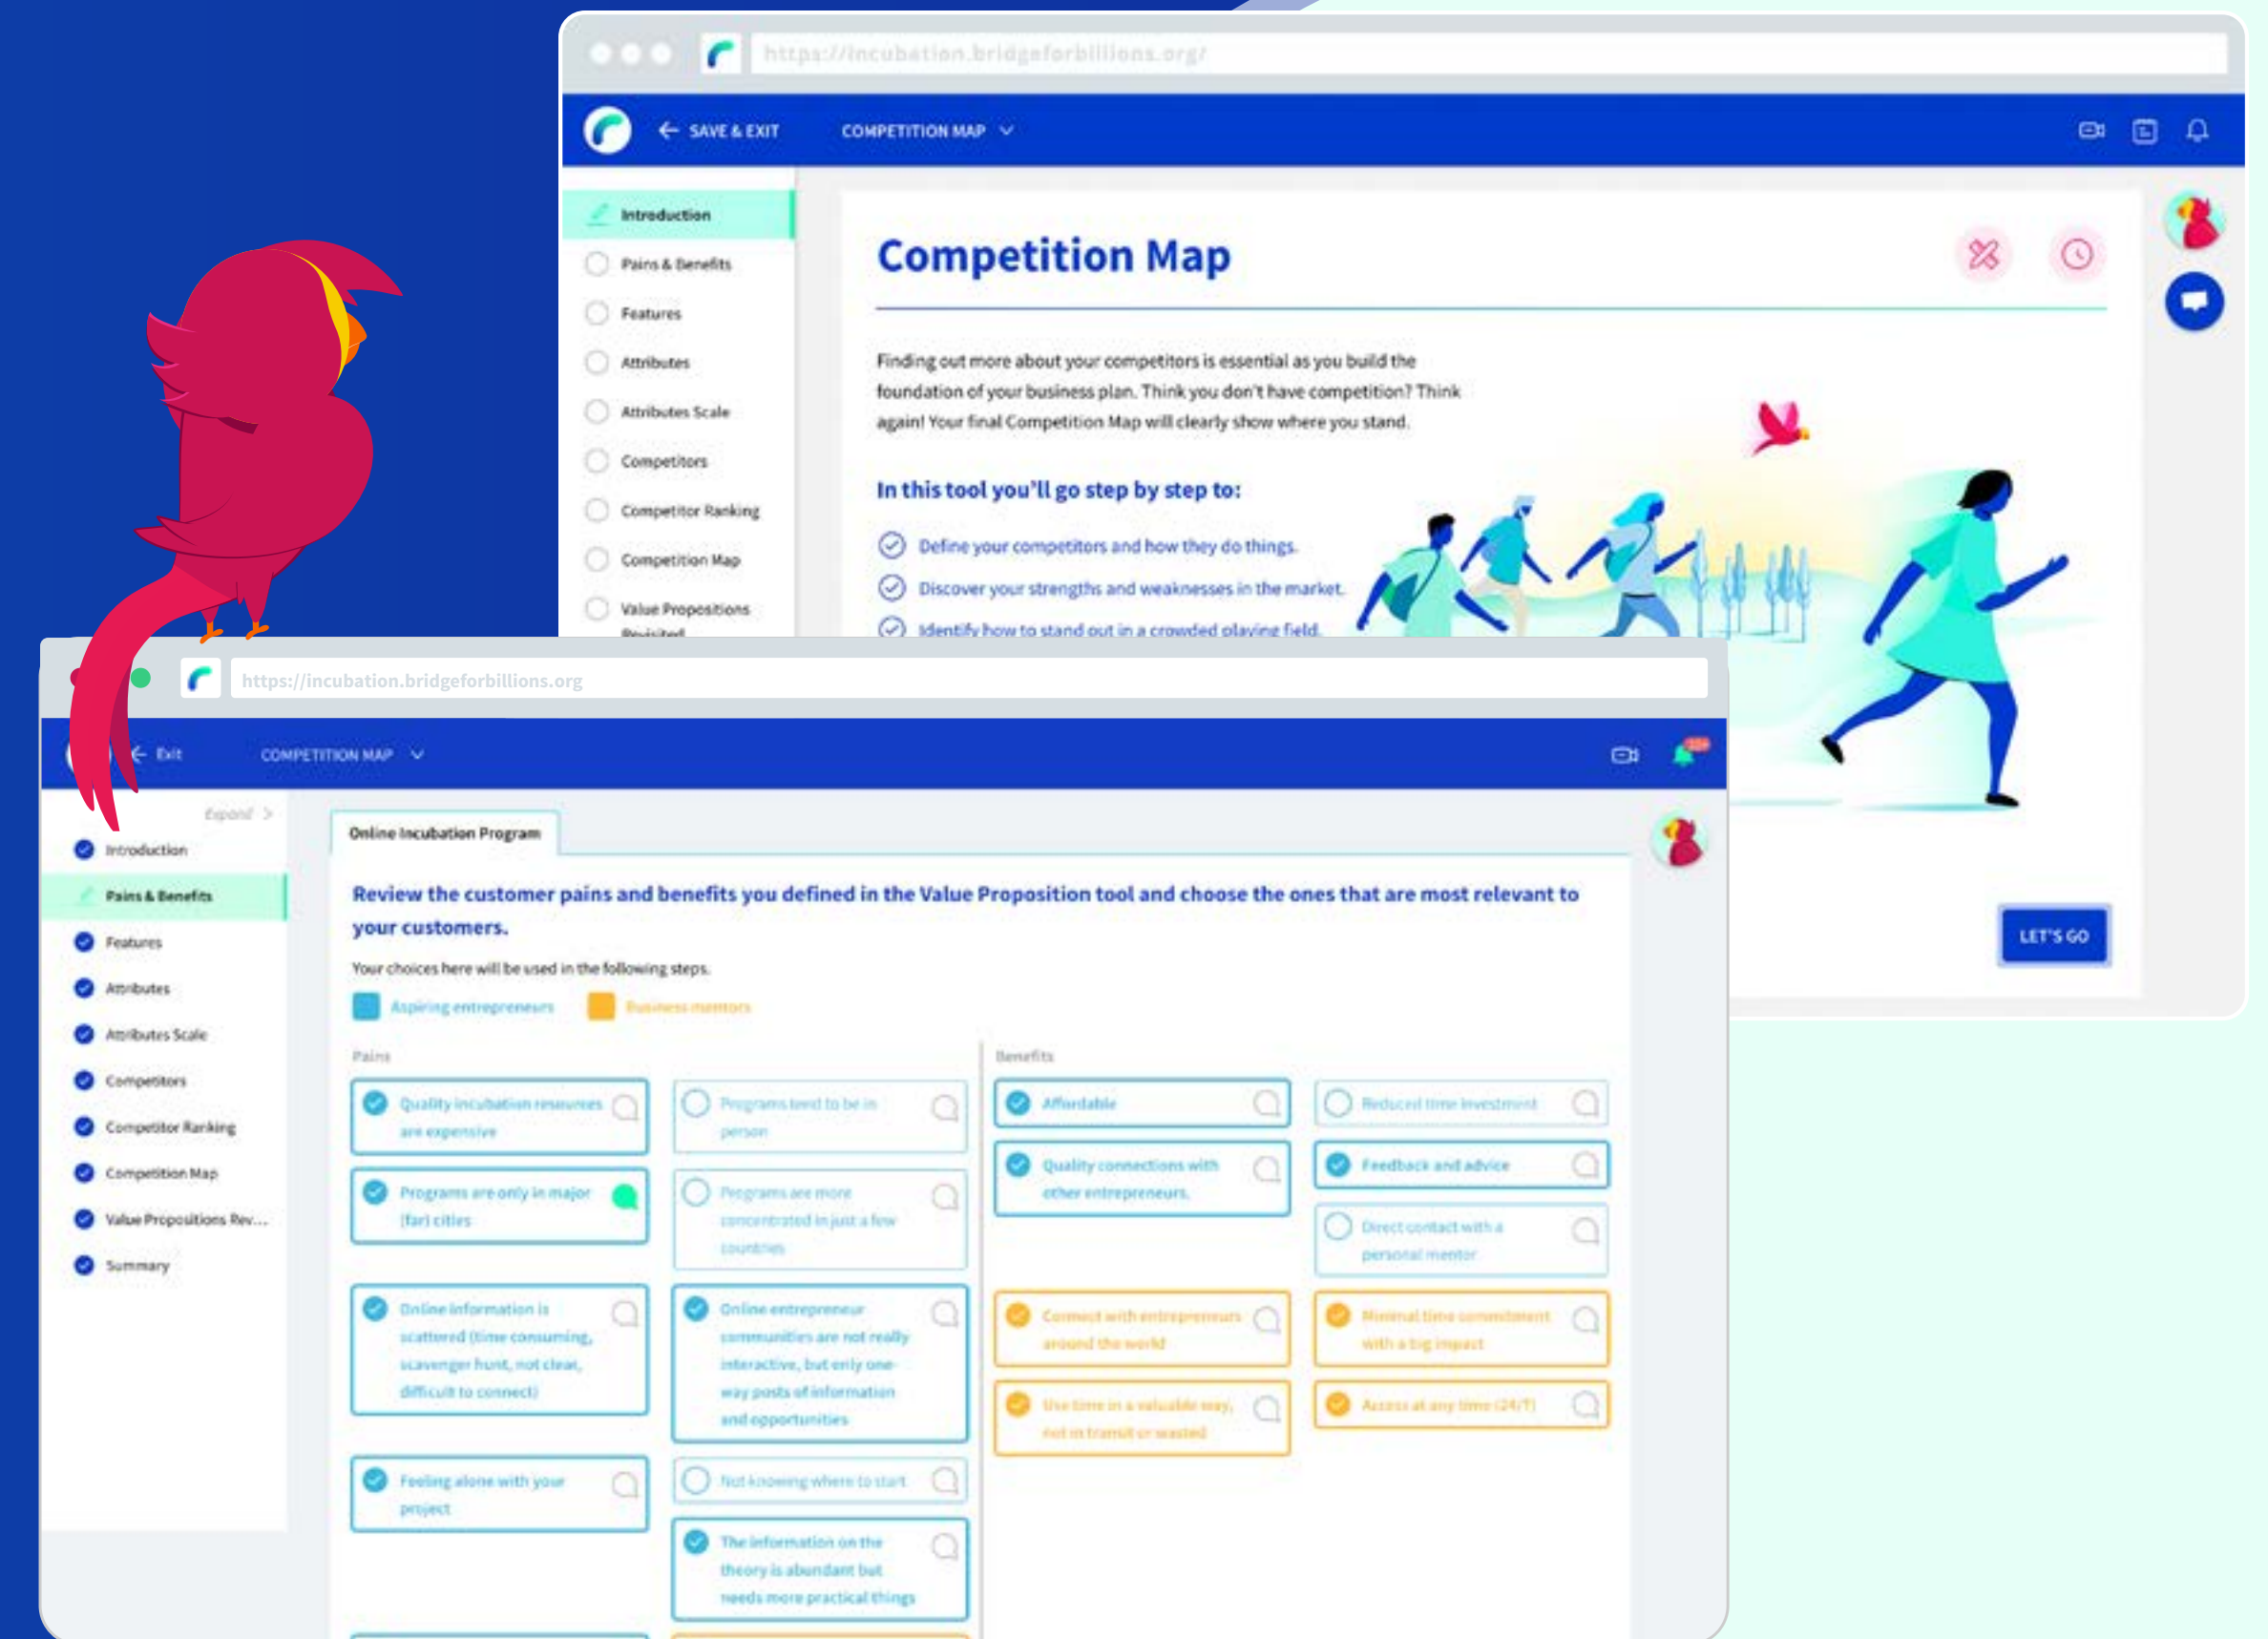 https://incubation.bridgeforbillions.org/
SAVE & EXIT
COMPETITION MAP
Introduction
Pains & Benefits
Features
Attributes
Attributes Scale
Competitors
Competitor Ranking
Competition Map
Value Propositions
Revisited
Competition Map
Finding out more about your competitors is essential as you build the
foundation of your business plan. Think you don't have competition? Think
again! Your final Competition Map will clearly show where you stand.
In this tool you'll go step by step to:
Define your competitors and how they do things.
Discover your strengths and weaknesses in the market.
Identify how to stand out in a crowded playing field.
LET'S GO
https://incubation.bridgeforbillions.org
Exit
COMPETITION MAP
Expand >
Introduction
Pains & Benefits
Features
Attributes
Attributes Scale
Competitors
Competitor Ranking
Competition Map
Value Propositions Rev...
Summary
Online Incubation Program
Review the customer pains and benefits you defined in the Value Proposition tool and choose the ones that are most relevant to
your customers.
Your choices here will be used in the following steps.
Aspiring entrepreneurs
Business mentors
Pains
Quality incubation resources
are expensive
Programs tend to be in
person
Programs are only in major
(far) cities
Programs are more
concentrated in just a few
countries
Online information is
scattered (time consuming,
scavenger hunt, not clear,
difficult to connect)
Online entrepreneur
communities are not really
interactive, but only one-
way posts of information
and opportunities
Feeling alone with your
project
Not knowing where to start
The information on the
theory is abundant but
needs more practical things
Benefits
Affordable
Reduced time investment
Quality connections with
other entrepreneurs.
Feedback and advice
Direct contact with a
personal mentor
Connect with entrepreneurs
around the world
Minimal time commitment
with a big impact
Use time in a valuable way,
not in transit or wasted
Access at any time (24/7)